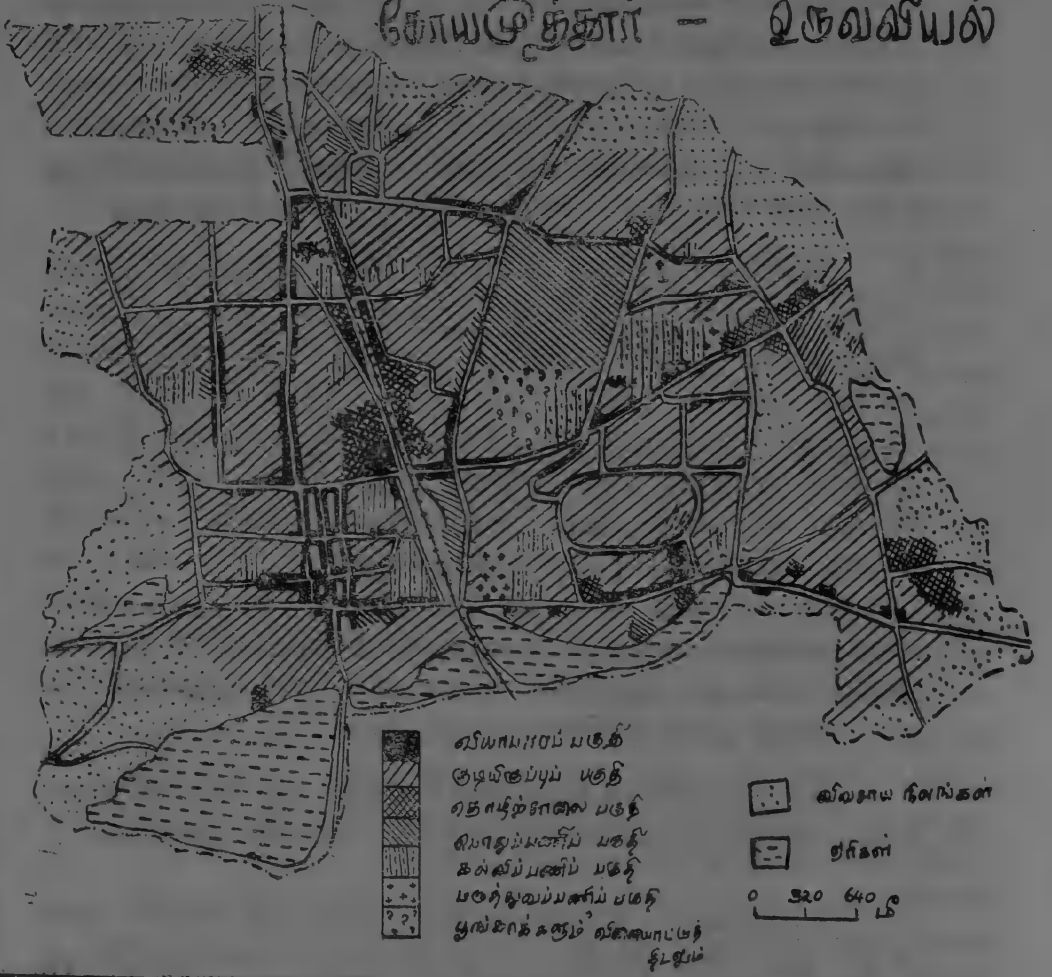 கோயமுத்தூர் – உருவவியல்
வியாபாரப் பகுதி
குடியிருப்புப் பகுதி
தொழிற்சாலை பகுதி
பொதுப்பணிப் பகுதி
கல்விப்பணிப் பகுதி
மருத்துவப்பணிப் பகுதி
பூங்காக்களும் விளையாட்டுத்
திடலும்
விவசாய நிலங்கள்
ஏரிகள்
0 320 640 மீ